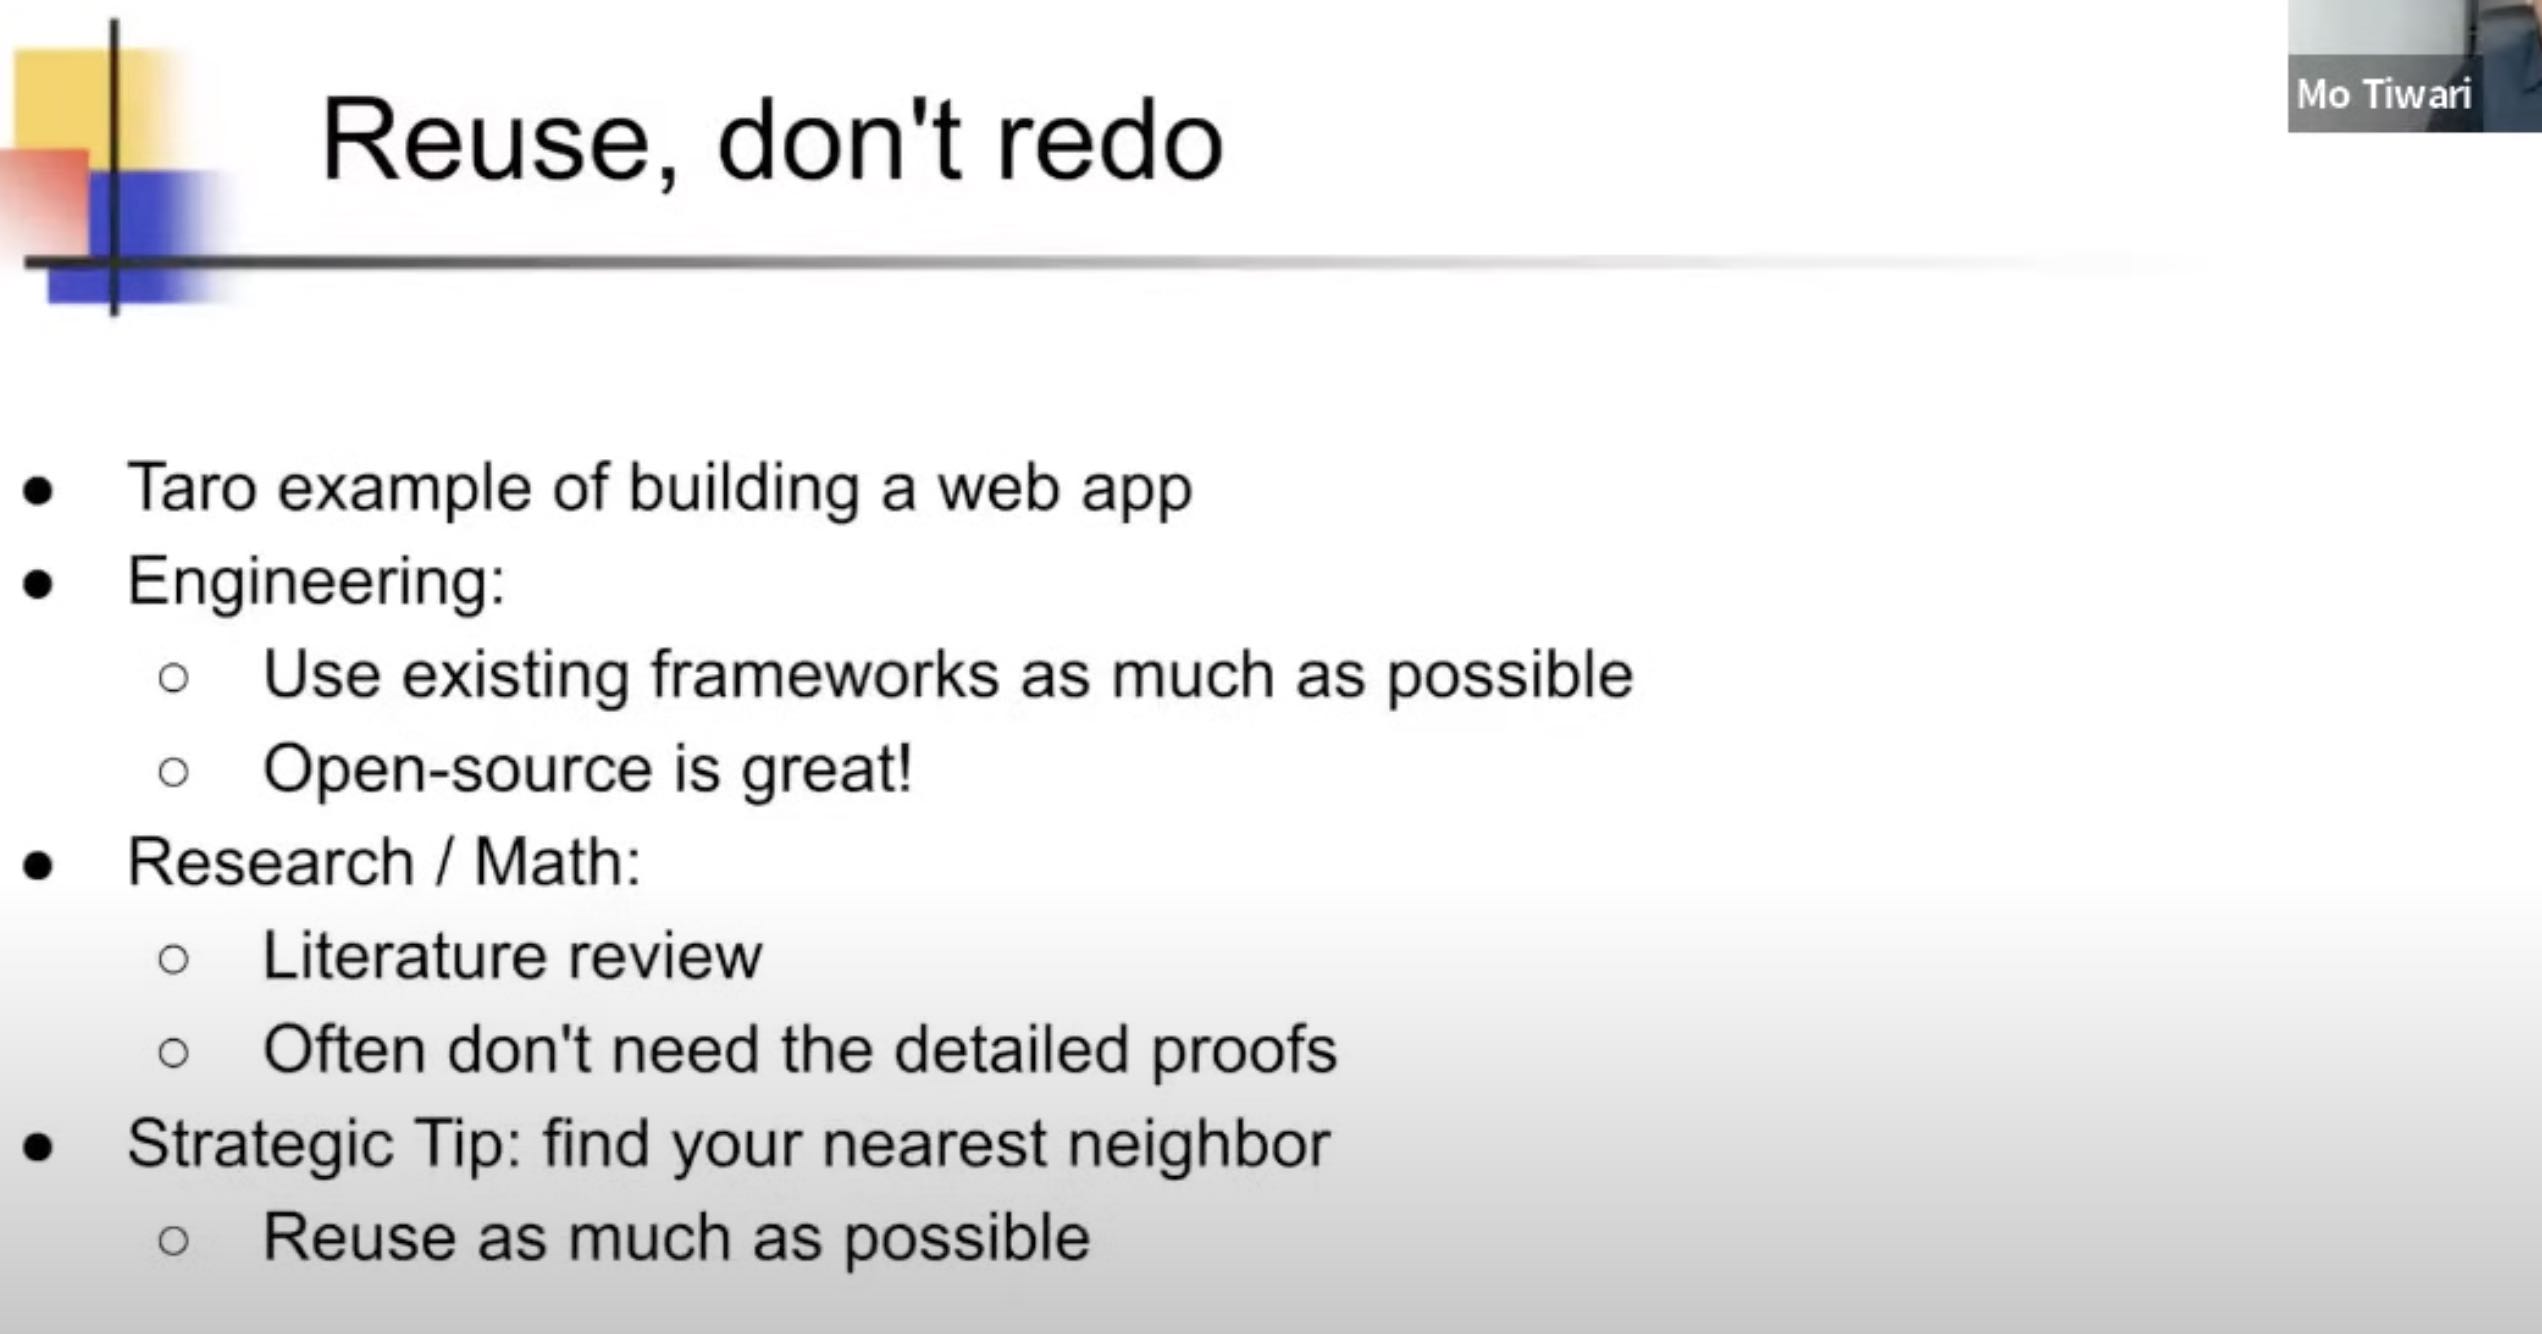 Mo Tiwari
Reuse, don't redo
● Taro example of building a web app
● Engineering:
○ Use existing frameworks as much as possible
○ Open-source is great!
● Research / Math:
○ Literature review
○ Often don't need the detailed proofs
● Strategic Tip: find your nearest neighbor
○ Reuse as much as possible